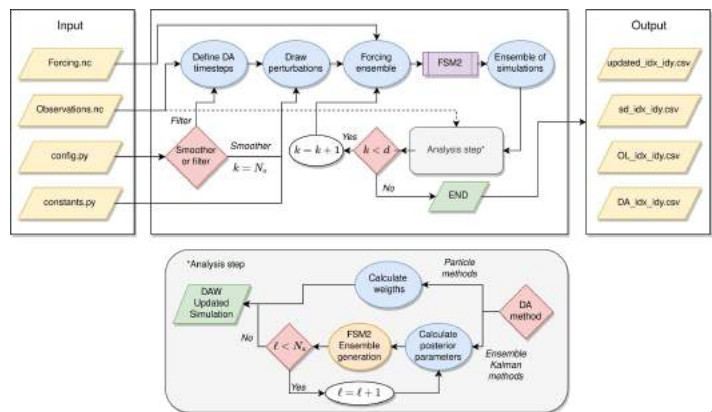 Input
Output
Forcing.nc
Observations.nc
config.py
constants.py
Define DA
timesteps
Draw
perturbations
Forcing
ensemble
FSM2
Ensemble of
simulations
Filter
Smoother
or filter
Smoother
k = Nₐ
k = k + 1
Yes
k < d
Analysis step*
No
END
updated_idx_idy.csv
sd_idx_idy.csv
OL_idx_idy.csv
DA_idx_idy.csv
*Analysis step
DAW
Updated
Simulation
Calculate
weigths
Particle
methods
DA
method
No
ℓ < Nₐ
FSM2
Ensemble
generation
Calculate
posterior
parameters
Ensemble
Kalman
methods
Yes
ℓ = ℓ + 1